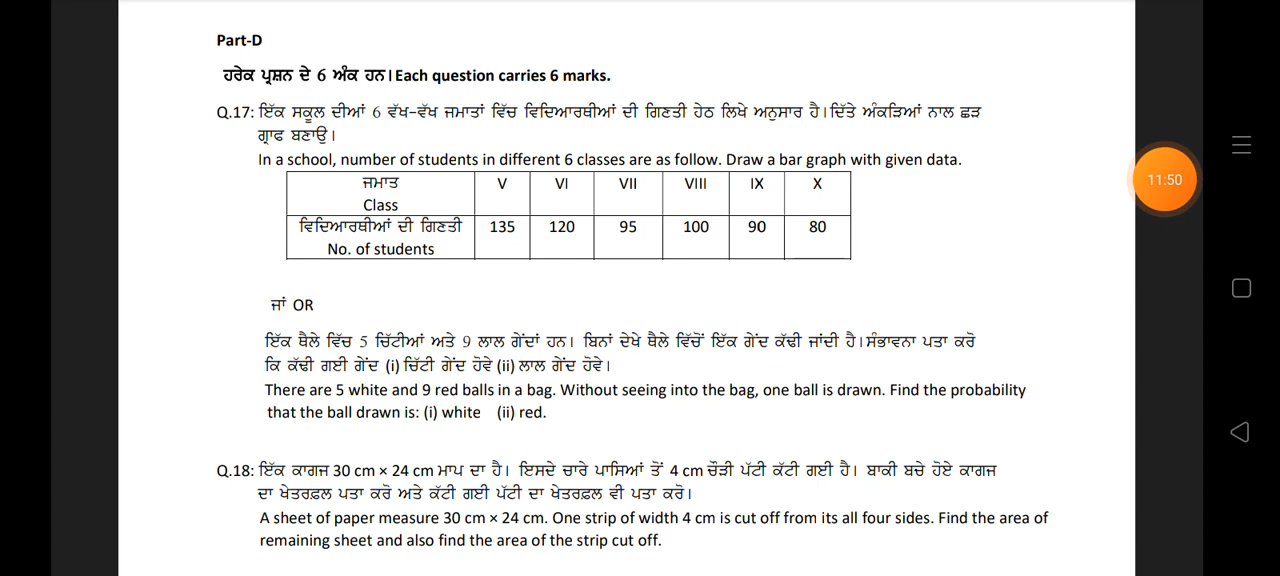 Part-D
ਹਰੇਕ ਪ੍ਰਸ਼ਨ ਦੇ 6 ਅੰਕ ਹਨ। Each question carries 6 marks.
Q.17: ਇੱਕ ਸਕੂਲ ਦੀਆਂ 6 ਵੱਖ-ਵੱਖ ਜਮਾਤਾਂ ਵਿੱਚ ਵਿਦਿਆਰਥੀਆਂ ਦੀ ਗਿਣਤੀ ਹੇਠ ਲਿਖੇ ਅਨੁਸਾਰ ਹੈ। ਦਿੱਤੇ ਅੰਕੜਿਆਂ ਨਾਲ ਛੜ
ਗ੍ਰਾਫ ਬਣਾਉ।
In a school, number of students in different 6 classes are as follow. Draw a bar graph with given data.
ਜਮਾਤ V VI VII VIII IX X
Class
ਵਿਦਿਆਰਥੀਆਂ ਦੀ ਗਿਣਤੀ 135 120 95 100 90 80
No. of students
ਜਾਂ OR
ਇੱਕ ਥੈਲੇ ਵਿੱਚ 5 ਚਿੱਟੀਆਂ ਅਤੇ 9 ਲਾਲ ਗੇਂਦਾਂ ਹਨ। ਬਿਨਾਂ ਦੇਖੇ ਥੈਲੇ ਵਿੱਚੋਂ ਇੱਕ ਗੇਂਦ ਕੱਢੀ ਜਾਂਦੀ ਹੈ। ਸੰਭਾਵਨਾ ਪਤਾ ਕਰੋ
ਕਿ ਕੱਢੀ ਗਈ ਗੇਂਦ (i) ਚਿੱਟੀ ਗੇਂਦ ਹੋਵੇ (ii) ਲਾਲ ਗੇਂਦ ਹੋਵੇ।
There are 5 white and 9 red balls in a bag. Without seeing into the bag, one ball is drawn. Find the probability
that the ball drawn is: (i) white (ii) red.
Q.18: ਇੱਕ ਕਾਗਜ 30 cm × 24 cm ਮਾਪ ਦਾ ਹੈ। ਇਸਦੇ ਚਾਰੇ ਪਾਸਿਆਂ ਤੋਂ 4 cm ਚੌੜੀ ਪੱਟੀ ਕੱਟੀ ਗਈ ਹੈ। ਬਾਕੀ ਬਚੇ ਹੋਏ ਕਾਗਜ
ਦਾ ਖੇਤਰਫ਼ਲ ਪਤਾ ਕਰੋ ਅਤੇ ਕੱਟੀ ਗਈ ਪੱਟੀ ਦਾ ਖੇਤਰਫ਼ਲ ਵੀ ਪਤਾ ਕਰੋ।
A sheet of paper measure 30 cm × 24 cm. One strip of width 4 cm is cut off from its all four sides. Find the area of
remaining sheet and also find the area of the strip cut off.
11:50